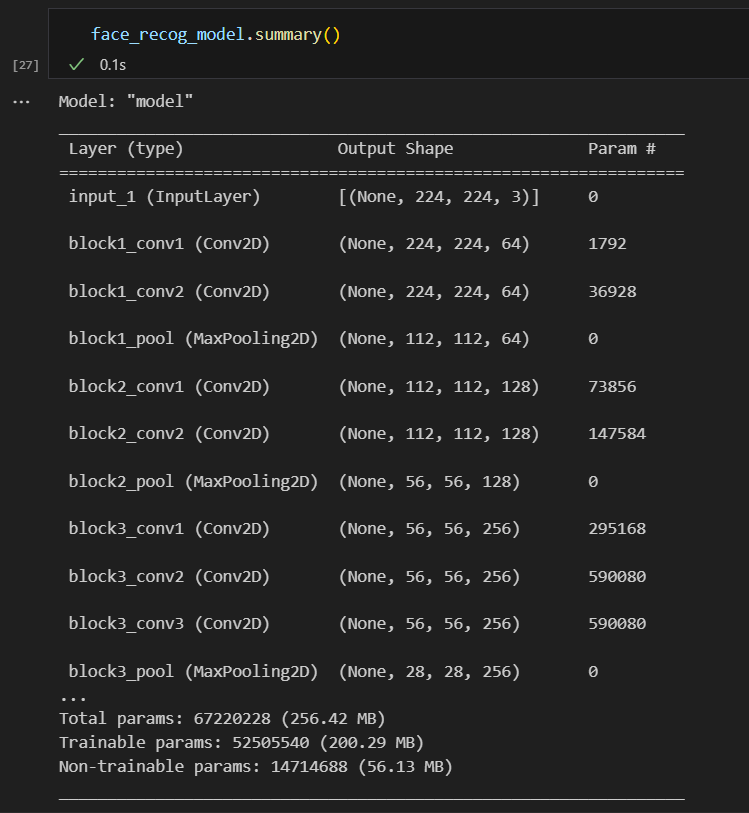 face_recog_model.summary()
[27] ✓ 0.1s
... Model: "model"
Layer (type) Output Shape Param #
=================================================================
input_1 (InputLayer) [(None, 224, 224, 3)] 0
block1_conv1 (Conv2D) (None, 224, 224, 64) 1792
block1_conv2 (Conv2D) (None, 224, 224, 64) 36928
block1_pool (MaxPooling2D) (None, 112, 112, 64) 0
block2_conv1 (Conv2D) (None, 112, 112, 128) 73856
block2_conv2 (Conv2D) (None, 112, 112, 128) 147584
block2_pool (MaxPooling2D) (None, 56, 56, 128) 0
block3_conv1 (Conv2D) (None, 56, 56, 256) 295168
block3_conv2 (Conv2D) (None, 56, 56, 256) 590080
block3_conv3 (Conv2D) (None, 56, 56, 256) 590080
block3_pool (MaxPooling2D) (None, 28, 28, 256) 0
...
Total params: 67220228 (256.42 MB)
Trainable params: 52505540 (200.29 MB)
Non-trainable params: 14714688 (56.13 MB)